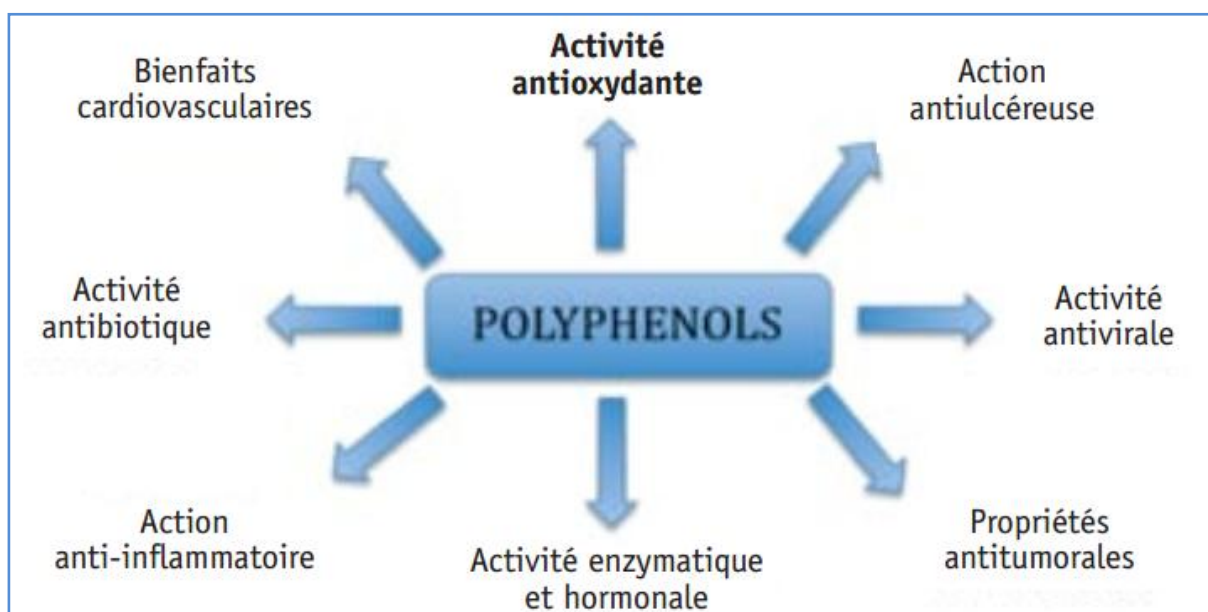 Activité
antioxydante
Bienfaits
cardiovasculaires
Action
antiulcéreuse
Activité
antibiotique
POLYPHENOLS
Activité
antivirale
Action
anti-inflammatoire
Activité enzymatique
et hormonale
Propriétés
antitumorales